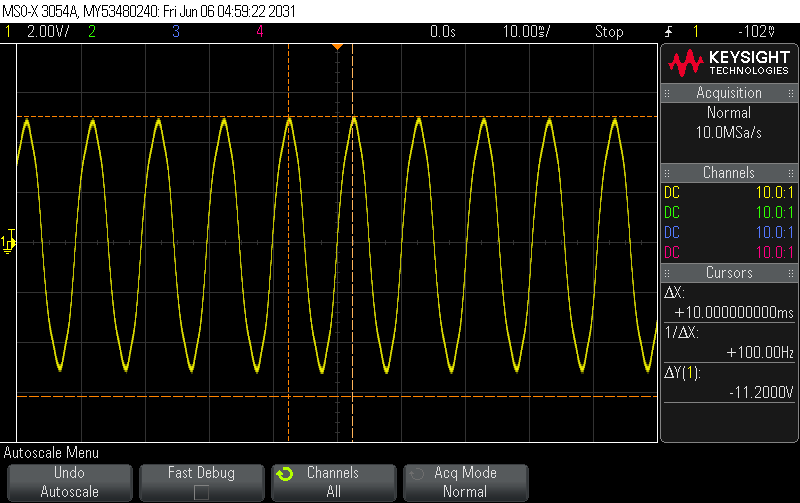 MSO-X 3054A, MY53480240: Fri Jun 06 04:59:22 2031
1 2.00V/ 2 3 4 0.0s 10.00ms/ Stop 1 -102mV
KEYSIGHT
TECHNOLOGIES
Acquisition
Normal
10.0MSa/s
Channels
DC 10.0:1
DC 10.0:1
DC 10.0:1
DC 10.0:1
Cursors
ΔX:
+10.000000000ms
1/ΔX:
+100.00Hz
ΔY(1):
-11.2000V
1
Autoscale Menu
Undo
Autoscale
Fast Debug
Channels
All
Acq Mode
Normal